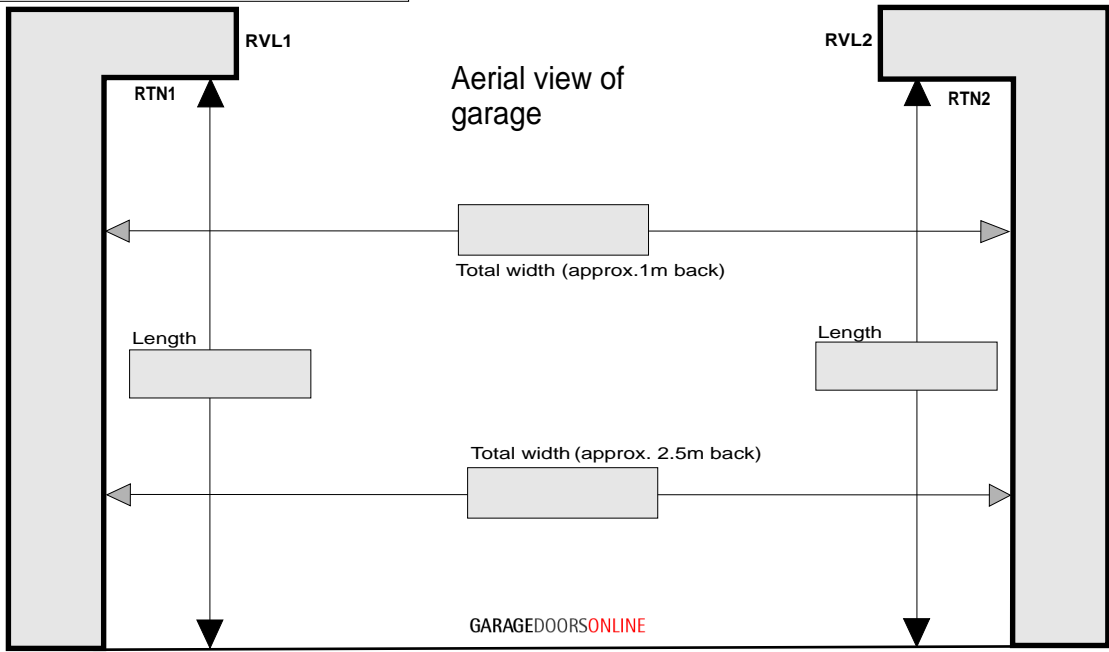 RVL1
RVL2
Aerial view of
garage
RTN1
RTN2
Total width (approx.1m back)
Length
Length
Total width (approx. 2.5m back)
GARAGEDOORSONLINE